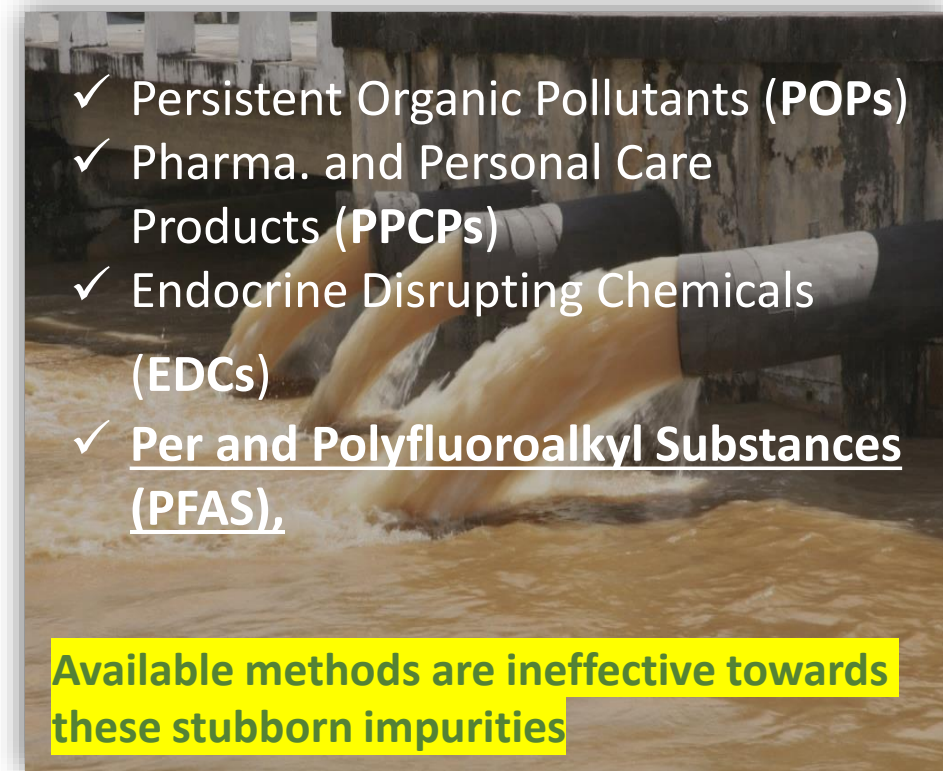 ✓ Persistent Organic Pollutants (POPs)
✓ Pharma. and Personal Care
Products (PPCPs)
✓ Endocrine Disrupting Chemicals
(EDCs)
✓ Per and Polyfluoroalkyl Substances
(PFAS),
Available methods are ineffective towards
these stubborn impurities